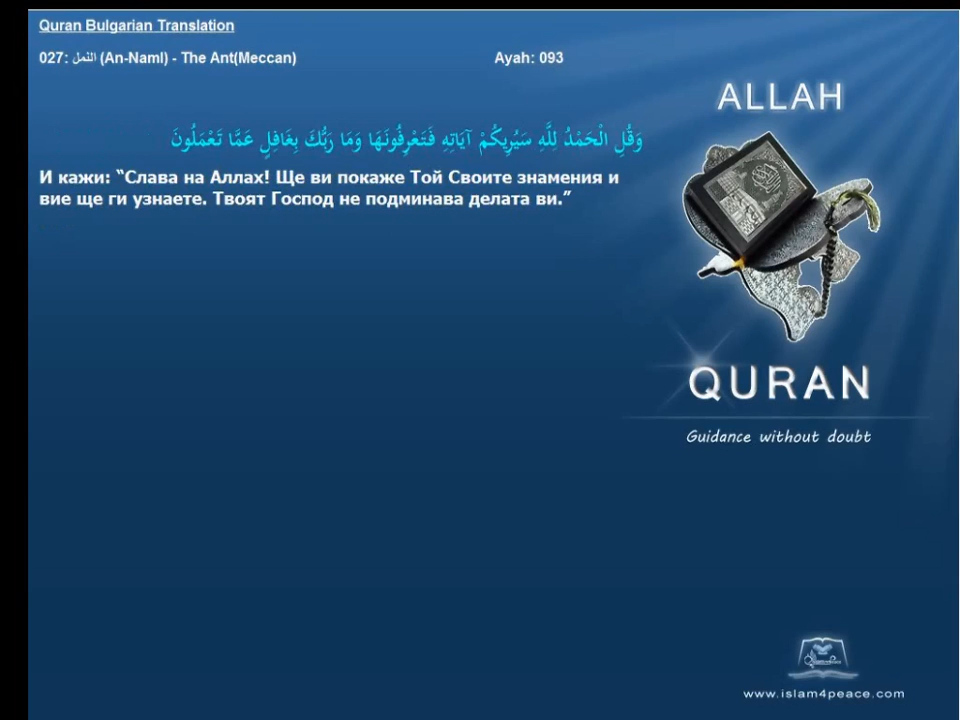 Quran Bulgarian Translation
027: النمل (An-Naml) - The Ant(Meccan)
Ayah: 093
ALLAH
وَقُلِ الْحَمْدُ لِلَّهِ سَيُرِيكُمْ آيَاتِهِ فَتَعْرِفُونَهَا وَمَا رَبُّكَ بِغَافِلٍ عَمَّا تَعْمَلُونَ
И кажи: “Слава на Аллах! Ще ви покаже Той Своите знамения и
вие ще ги узнаете. Твоят Господ не подминава делата ви.”
QURAN
Guidance without doubt
www.islam4peace.com